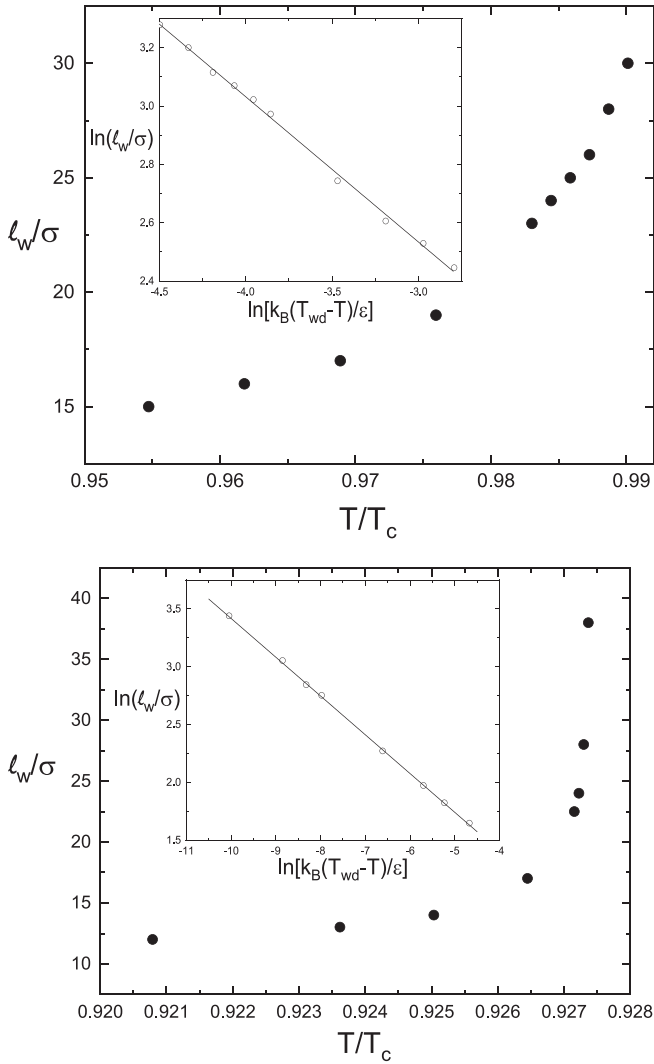 3.2
3.0
2.8
2.6
2.4
ln(ℓw/σ)
-4.5 -4.0 -3.5 -3.0
ln[kB(Twd-T)/ε]
30
25
20
15
ℓw/σ
0.95 0.96 0.97 0.98 0.99
T/Tc
3.5
3.0
2.5
2.0
1.5
ln(ℓw/σ)
-11 -10 -9 -8 -7 -6 -5 -4
ln[kB(Twd-T)/ε]
40
35
30
25
20
15
10
ℓw/σ
0.920 0.921 0.922 0.923 0.924 0.925 0.926 0.927 0.928
T/Tc